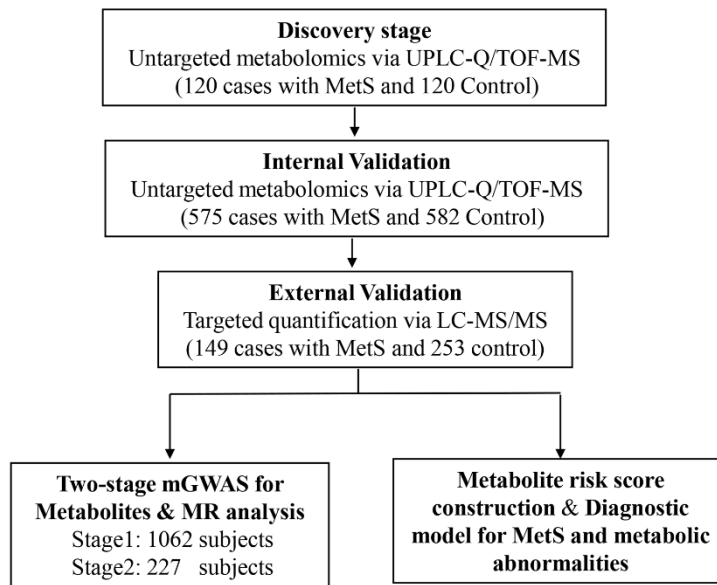 Discovery stage
Untargeted metabolomics via UPLC-Q/TOF-MS
(120 cases with MetS and 120 Control)
Internal Validation
Untargeted metabolomics via UPLC-Q/TOF-MS
(575 cases with MetS and 582 Control)
External Validation
Targeted quantification via LC-MS/MS
(149 cases with MetS and 253 control)
Two-stage mGWAS for
Metabolites & MR analysis
Stage1: 1062 subjects
Stage2: 227 subjects
Metabolite risk score
construction & Diagnostic
model for MetS and metabolic
abnormalities